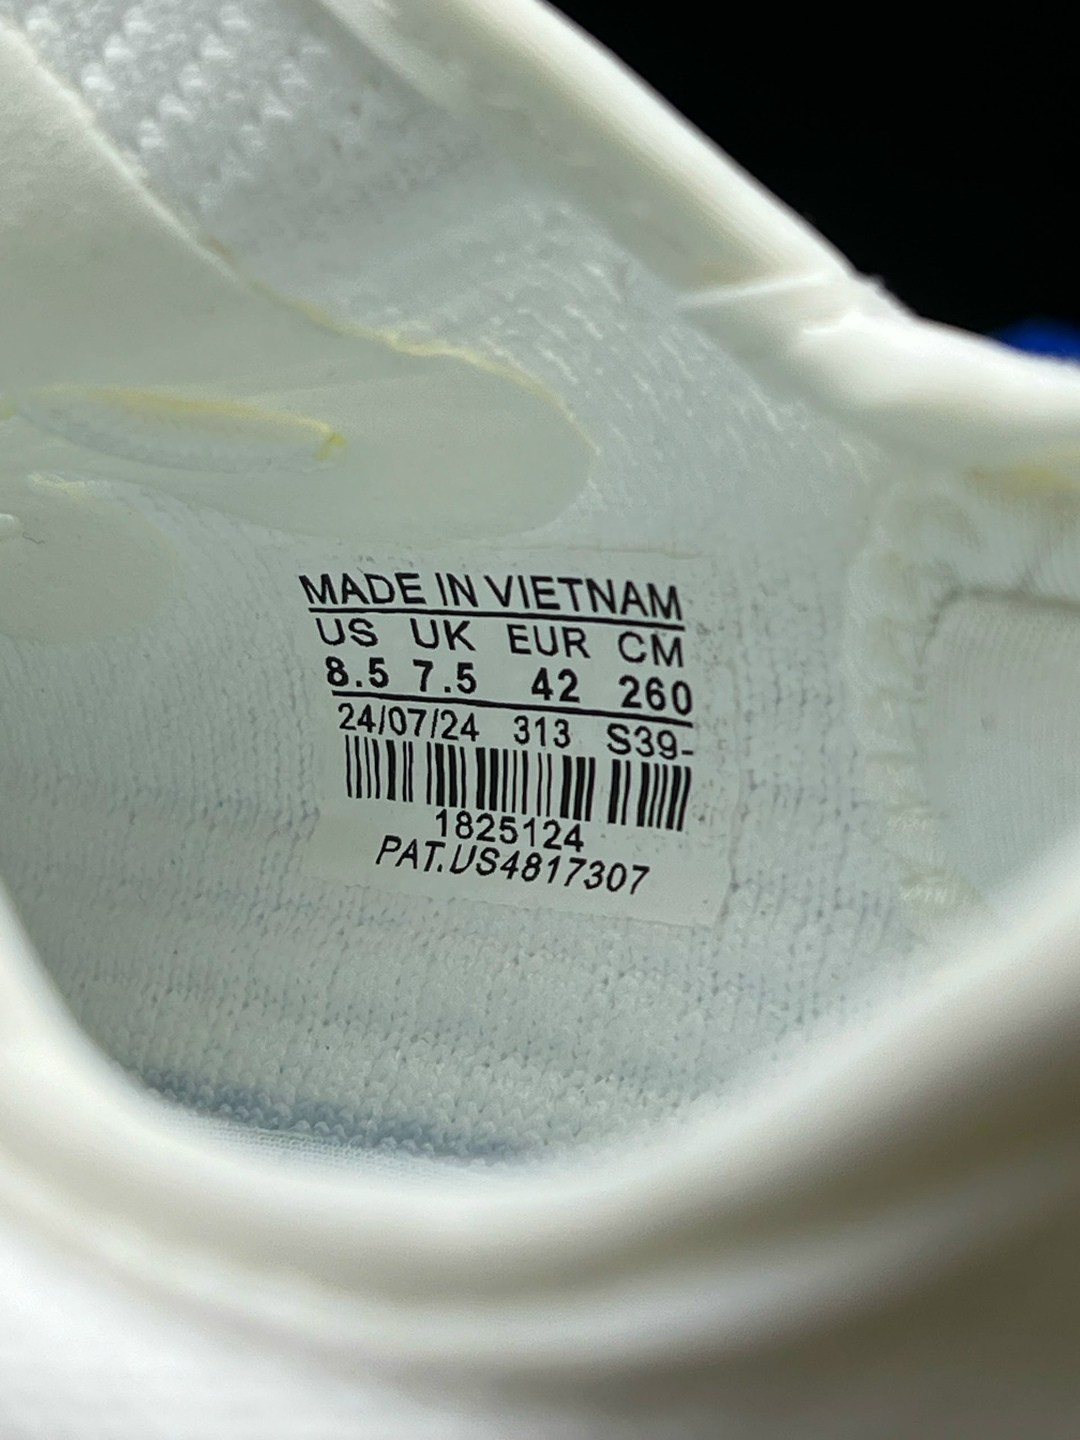 MADE IN VIETNAM
US UK EUR CM
8.5 7.5 42 260
24/07/24 313 S39-
1825124
PAT.US4817307